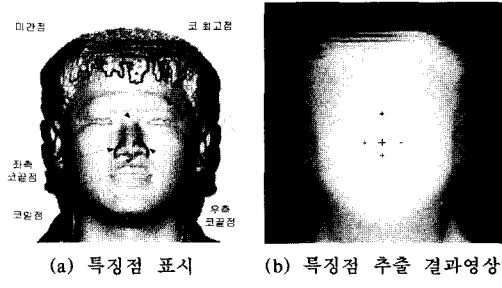 미간점 코 최고점
좌측
코끝점
코밑점
우측
코끝점
(a) 특징점 표시 (b) 특징점 추출 결과영상